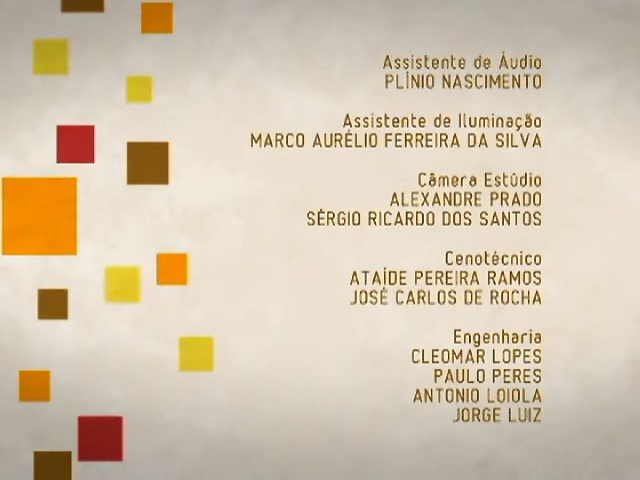 Assistente de Áudio
PLÍNIO NASCIMENTO
Assistente de Iluminação
MARCO AURÉLIO FERREIRA DA SILVA
Câmera Estúdio
ALEXANDRE PRADO
SÉRGIO RICARDO DOS SANTOS
Cenotécnico
ATAÍDE PEREIRA RAMOS
JOSÉ CARLOS DE ROCHA
Engenharia
CLEOMAR LOPES
PAULO PERES
ANTONIO LOIOLA
JORGE LUIZ